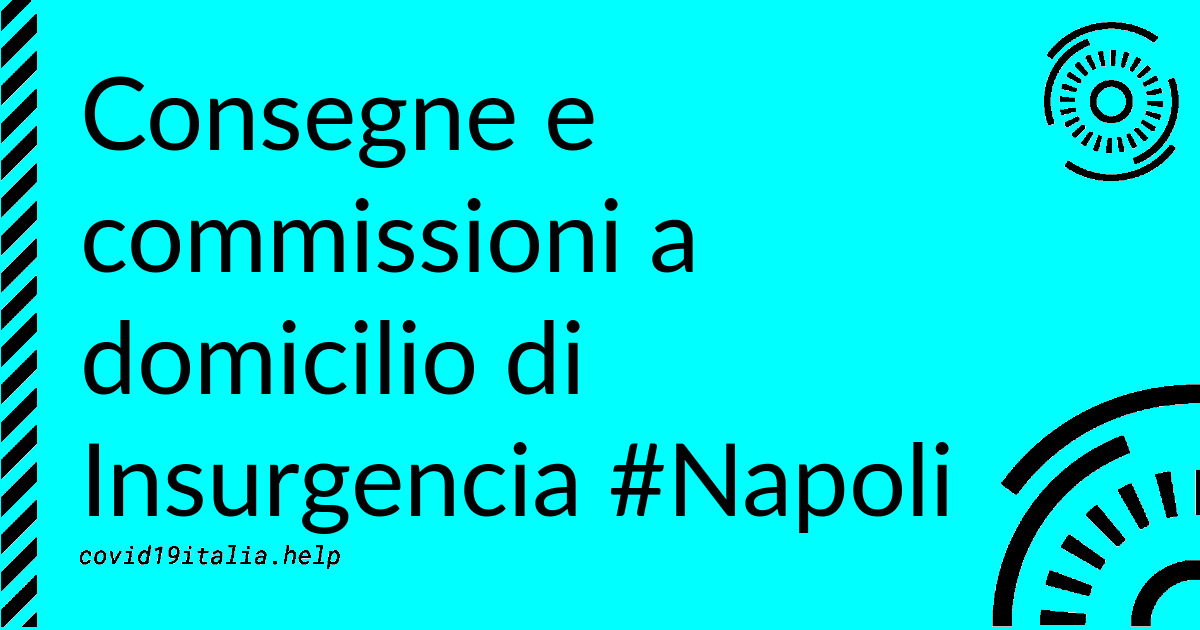 Consegne e
commissioni a
domicilio di
Insurgencia #Napoli
covid19italia.help